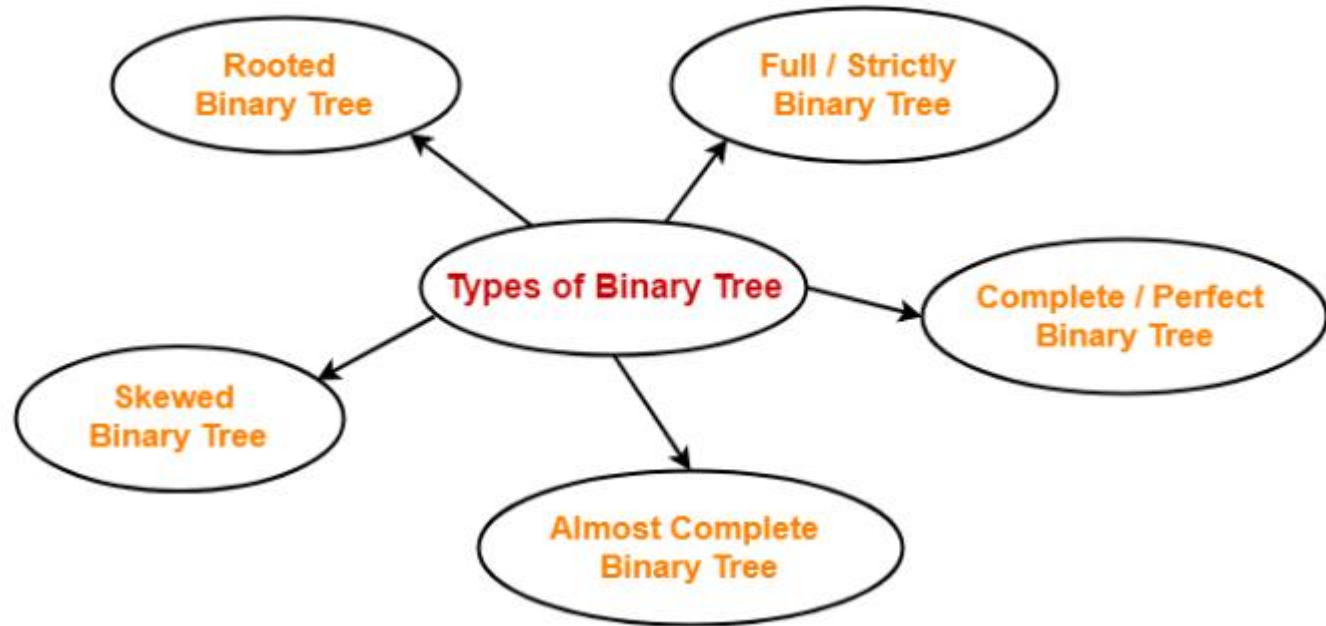 Rooted
Binary Tree
Full / Strictly
Binary Tree
Types of Binary Tree
Complete / Perfect
Binary Tree
Skewed
Binary Tree
Almost Complete
Binary Tree